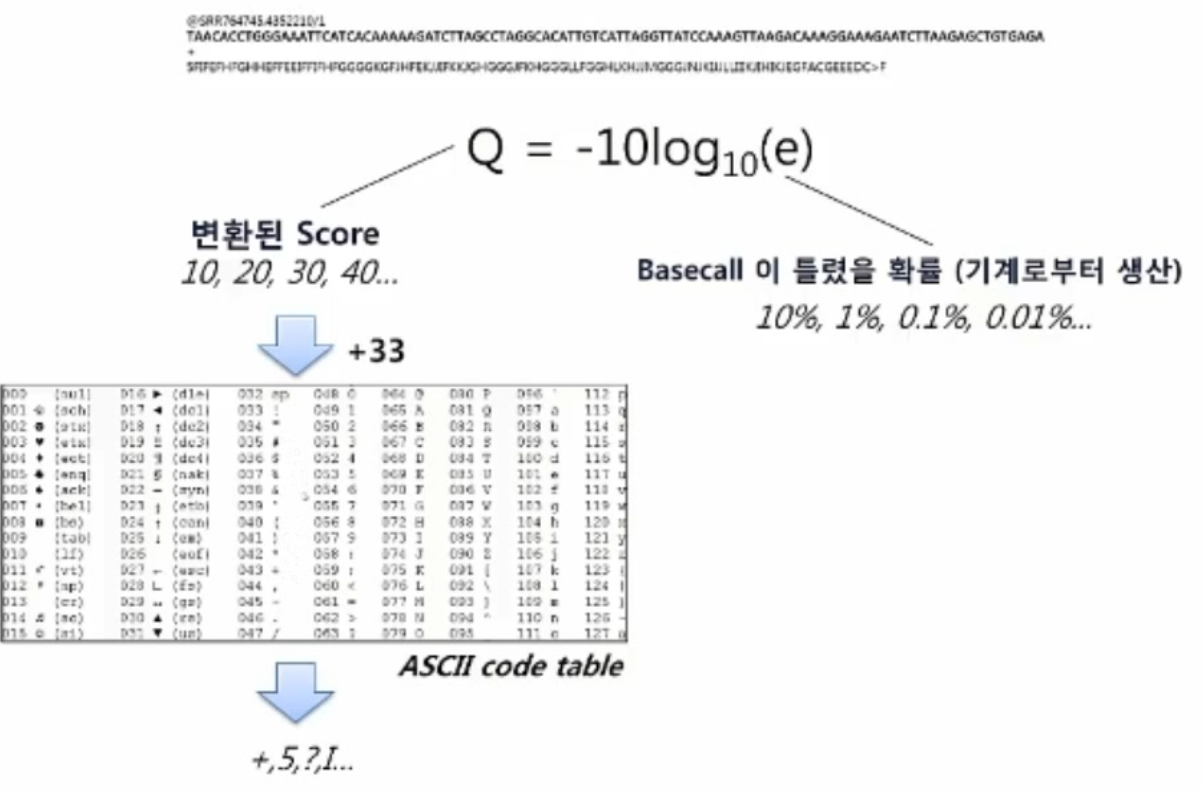 @SRR764745.4352210/1
TAACACCTGGGAAATTCATCACAAAAAGATCTTAGCCTAGGCACATTGTCATTAGGTTATCCAAAGTTAAGACAAAGGAAAGAATCTTAAGAGCTGTGAGA
+
Q = -10log₁₀(e)
변환된 Score
10, 20, 30, 40...
Basecall 이 틀렸을 확률 (기계로부터 생산)
10%, 1%, 0.1%, 0.01%...
+33
000 (nul) 016 ► (dle) 032 sp 048 0 064 @ 080 P 096 ` 112 p
001 (soh) 017 ◄ (dc1) 033 ! 049 1 065 A 081 Q 097 a 113 q
002 (stx) 018 (dc2) 034 " 050 2 066 B 082 R 098 b 114 r
003 ♥ (etx) 019 (dc3) 035 # 051 3 067 C 083 S 099 c 115 s
004 ♦ (eot) 020 (dc4) 036 $ 052 4 068 D 084 T 100 d 116 t
005 ♣ (enq) 021 § (nak) 037 % 053 5 069 E 085 U 101 e 117 u
006 ♠ (ack) 022 (syn) 038 & 054 6 070 F 086 V 102 f 118 v
007 (bel) 023 (etb) 039 ' 055 7 071 G 087 W 103 g 119 w
008 (bs) 024 ↑ (can) 040 ( 056 8 072 H 088 X 104 h 120 x
009 (tab) 025 ↓ (em) 041 ) 057 9 073 I 089 Y 105 i 121 y
010 (lf) 026 (eof) 042 * 058 : 074 J 090 Z 106 j 122 z
011 (vt) 027 ← (esc) 043 + 059 ; 075 K 091 [ 107 k 123 {
012 (np) 028 (fs) 044 , 060 < 076 L 092 \ 108 l 124 |
013 (cr) 029 (gs) 045 - 061 = 077 M 093 ] 109 m 125 }
014 (so) 030 ▲ (rs) 046 . 062 > 078 N 094 ^ 110 n 126 ~
015 (si) 031 ▼ (us) 047 / 063 ? 079 O 095 111 o 127
ASCII code table
+,5,?,I...